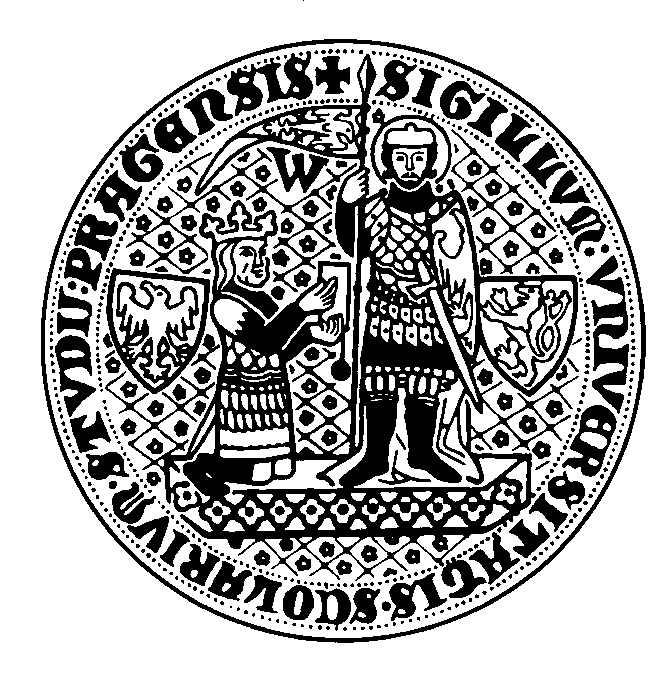 ✠ SIGILLVM : VNIVERSITATIS · SCOLARIVM · STVDII : PRAGENSIS
W